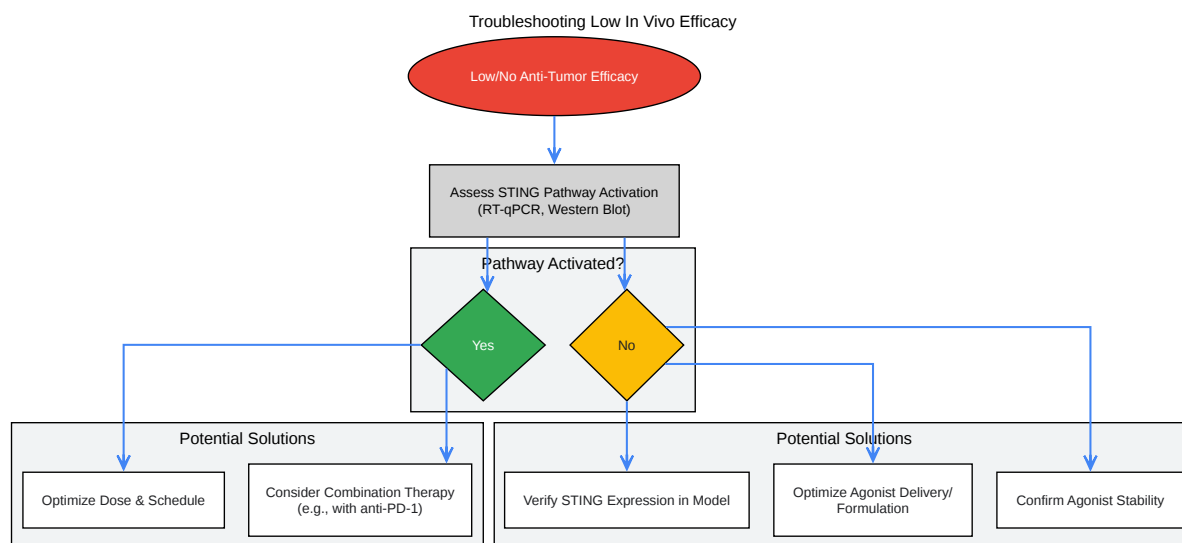 Troubleshooting Low In Vivo Efficacy
Low/No Anti-Tumor Efficacy
Assess STING Pathway Activation
(RT-qPCR, Western Blot)
Pathway Activated?
Yes
No
Potential Solutions
Optimize Dose & Schedule
Consider Combination Therapy
(e.g., with anti-PD-1)
Potential Solutions
Verify STING Expression in Model
Optimize Agonist Delivery/
Formulation
Confirm Agonist Stability